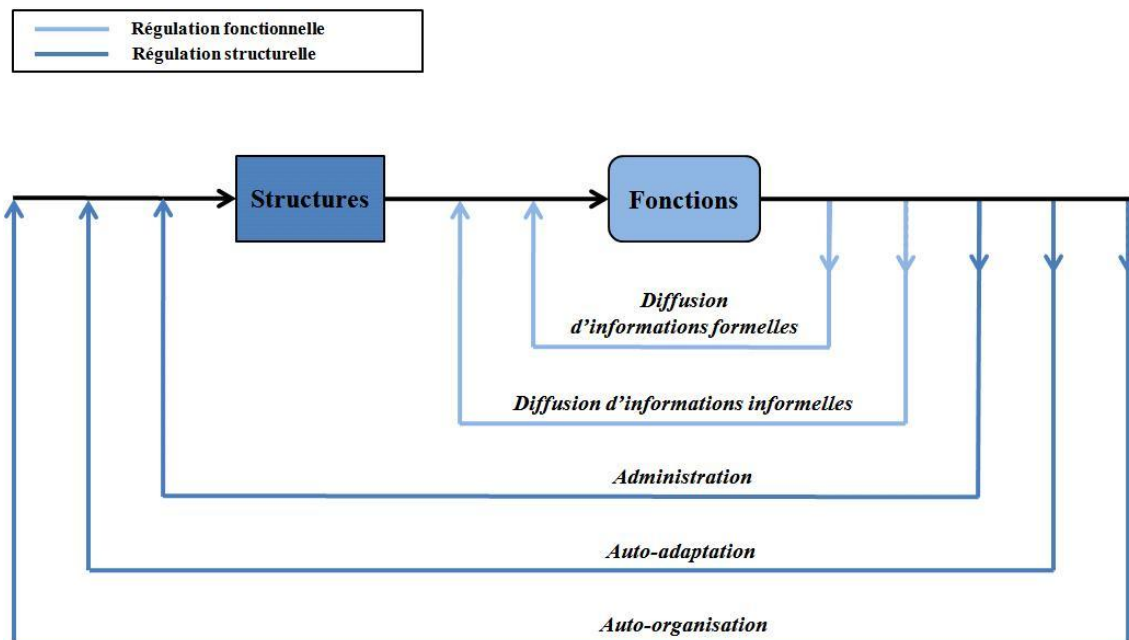 Régulation fonctionnelle
Régulation structurelle
Structures
Fonctions
Diffusion
d’informations formelles
Diffusion d’informations informelles
Administration
Auto-adaptation
Auto-organisation